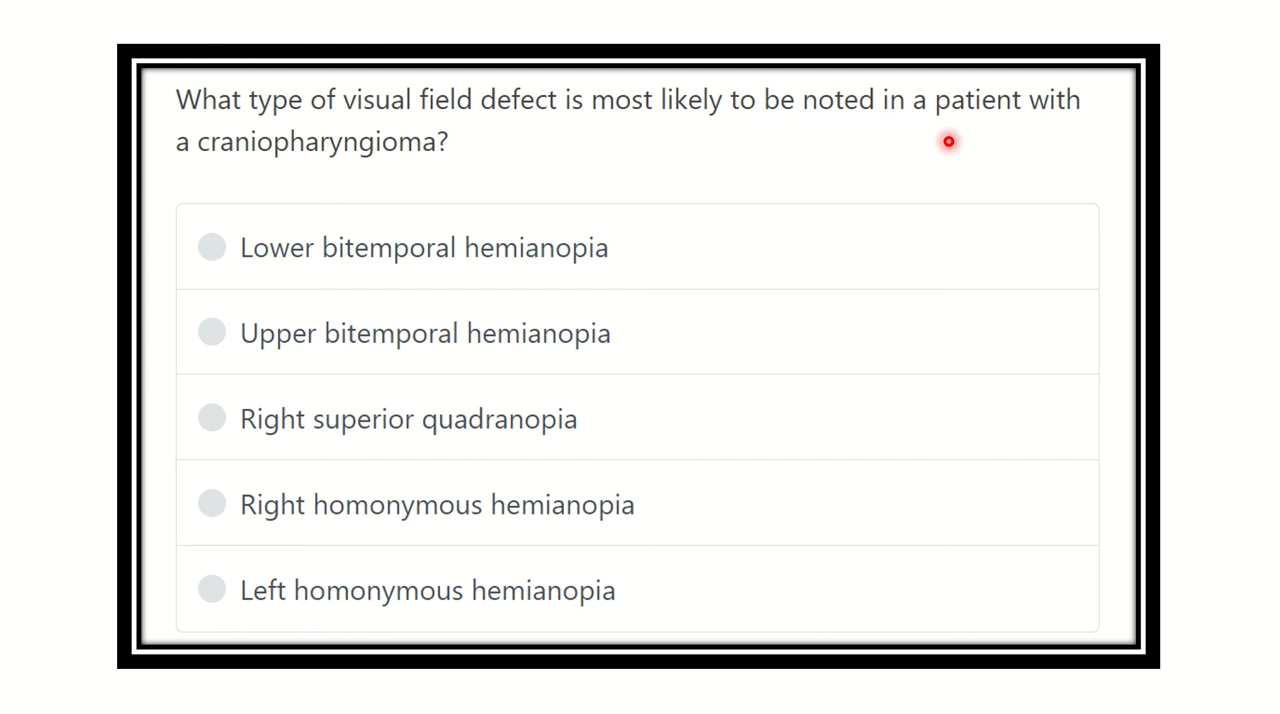 What type of visual field defect is most likely to be noted in a patient with
a craniopharyngioma?
Lower bitemporal hemianopia
Upper bitemporal hemianopia
Right superior quadranopia
Right homonymous hemianopia
Left homonymous hemianopia